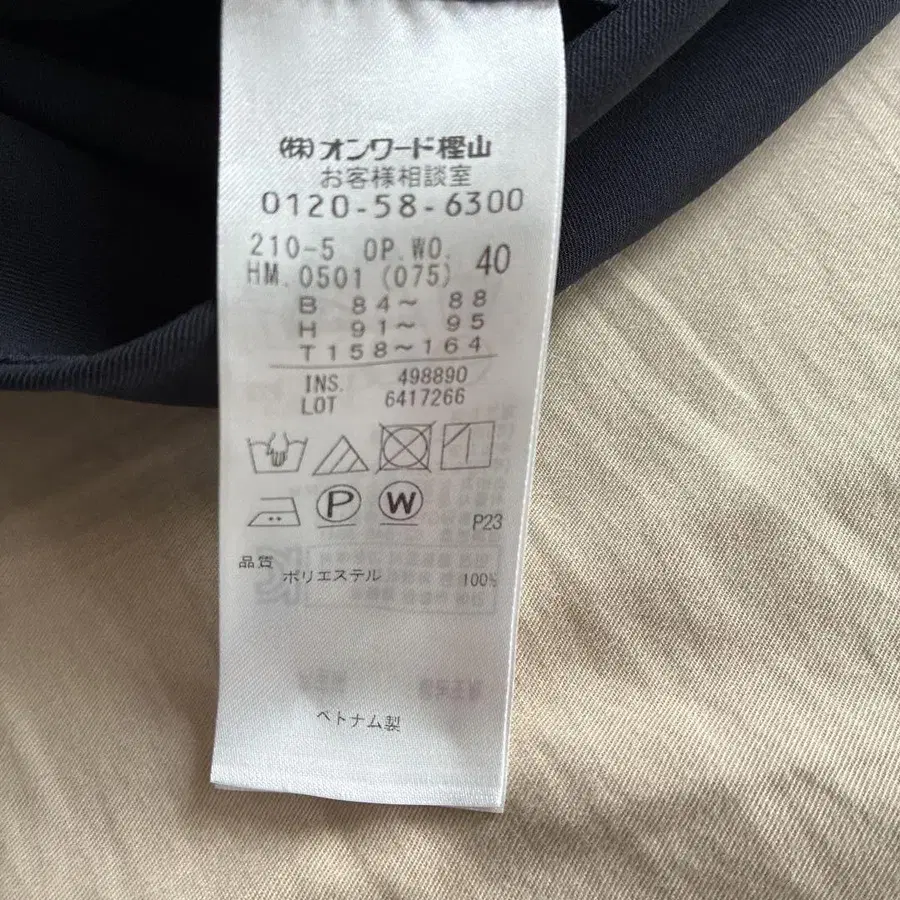 (株)オンワード樫山
お客様相談室
0120-58-6300
210-5 OP.WO.
HM.0501(075) 40
B 84〜 88
H 91〜 95
T158〜164
INS. 498890
LOT 6417266
P
W
P23
品質
ポリエステル 100%
ベトナム製